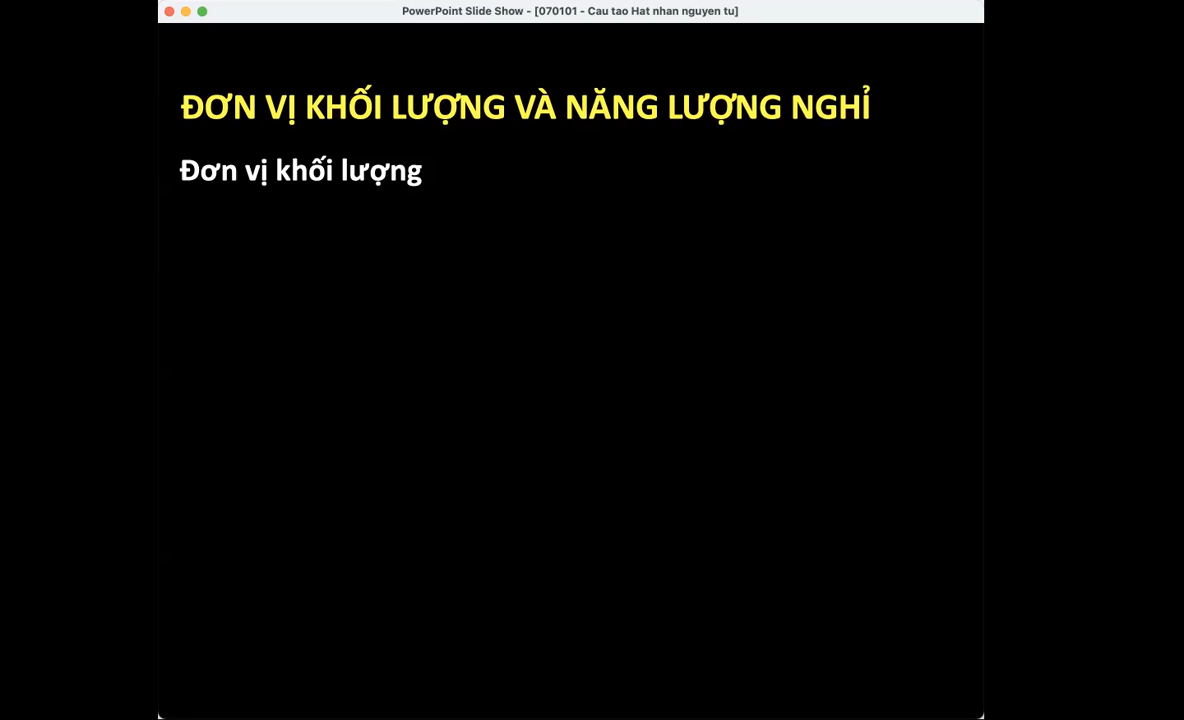 PowerPoint Slide Show - [070101 - Cau tao Hat nhan nguyen tu]
ĐƠN VỊ KHỐI LƯỢNG VÀ NĂNG LƯỢNG NGHỈ
Đơn vị khối lượng